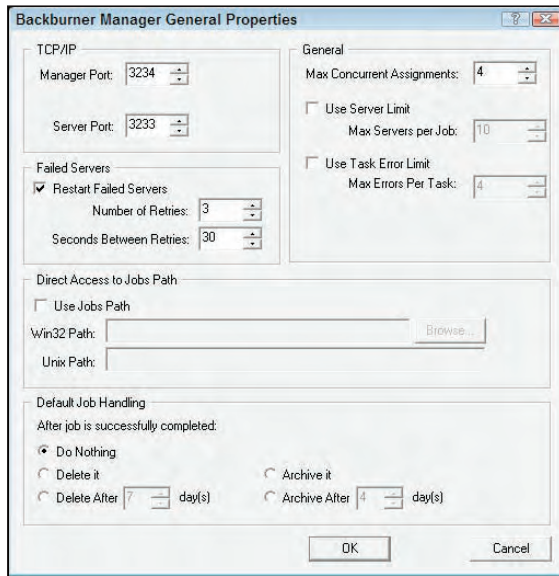 Backburner Manager General Properties
TCP/IP
Manager Port: 3234
Server Port: 3233
General
Max Concurrent Assignments: 4
Use Server Limit
Max Servers per Job: 10
Use Task Error Limit
Max Errors Per Task: 4
Failed Servers
Restart Failed Servers
Number of Retries: 3
Seconds Between Retries: 30
Direct Access to Jobs Path
Use Jobs Path
Win32 Path: Browse...
Unix Path:
Default Job Handling
After job is successfully completed:
Do Nothing
Delete it Archive it
Delete After 7 day(s) Archive After 4 day(s)
OK Cancel